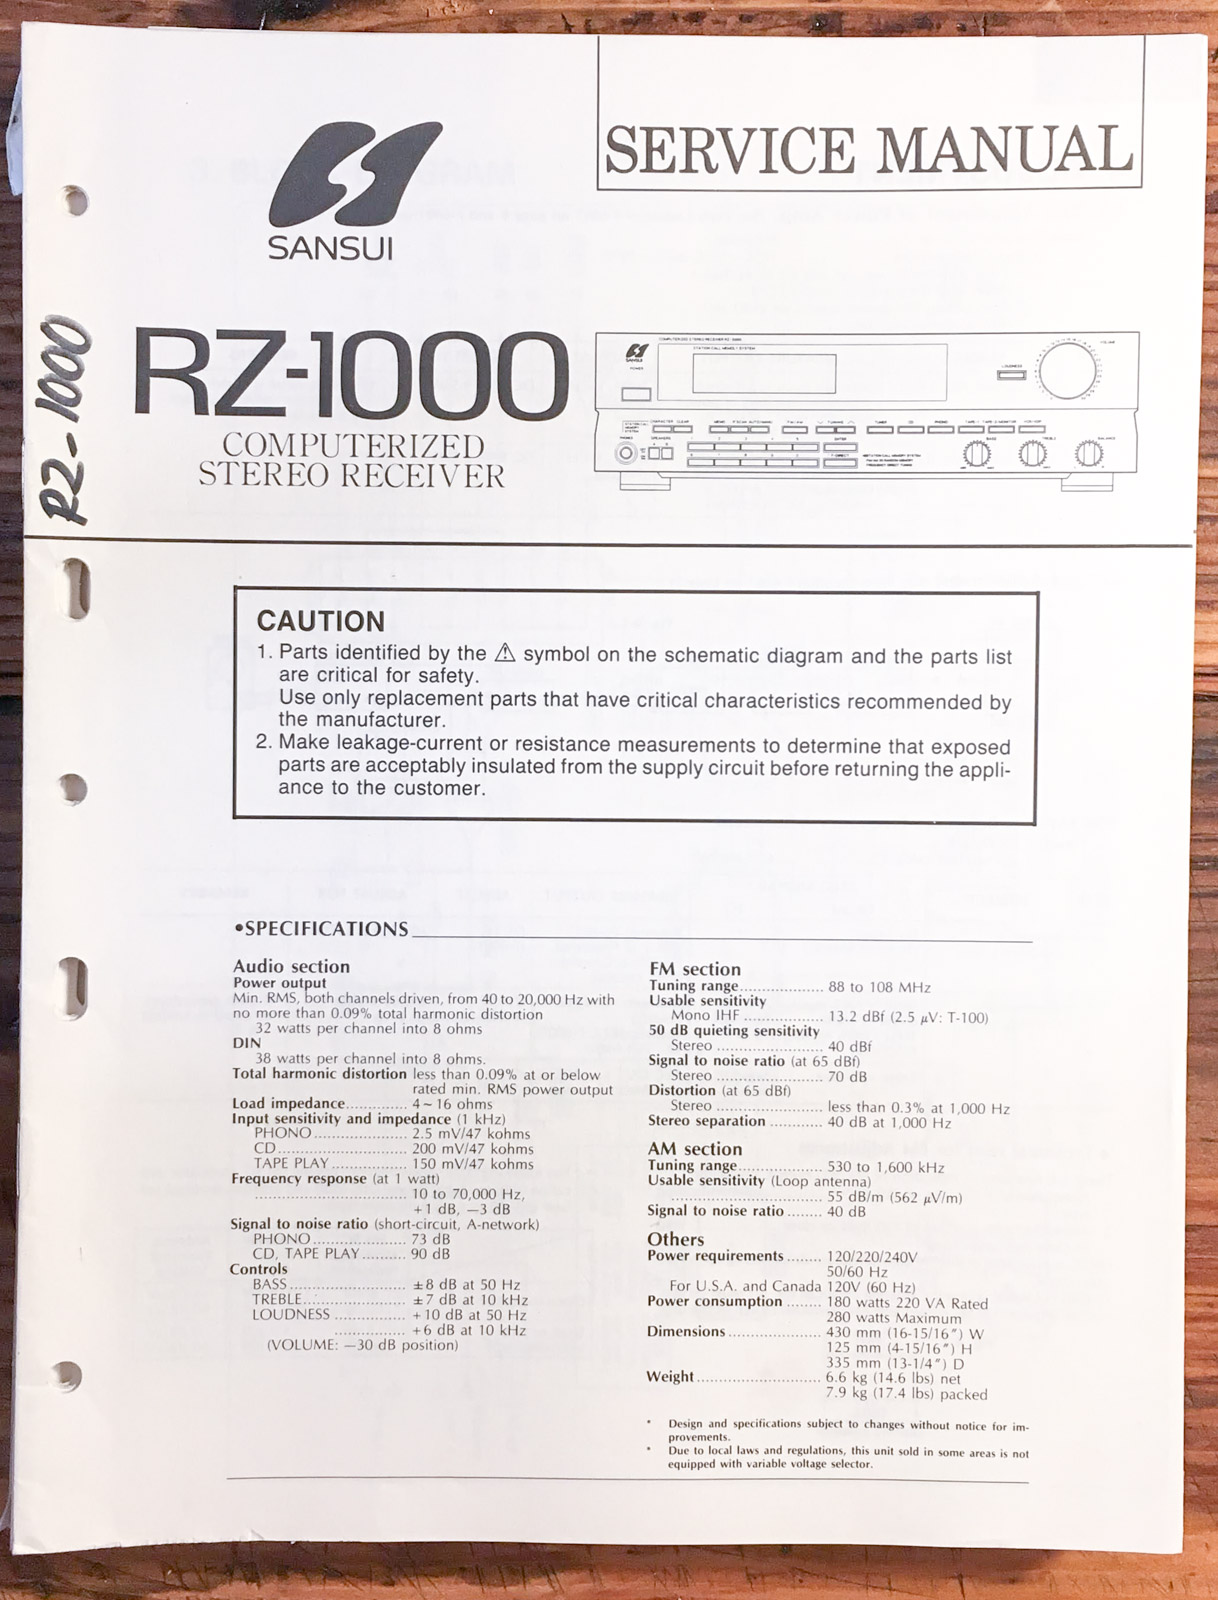 SERVICE MANUAL
SANSUI
RZ-1000
RZ-1000
COMPUTERIZED
STEREO RECEIVER
SANSUI
POWER
LOUDNESS
VOLUME
PHONES
SPEAKERS
BASS
BALANCE
CAUTION
1. Parts identified by the ⚠ symbol on the schematic diagram and the parts list
are critical for safety.
Use only replacement parts that have critical characteristics recommended by
the manufacturer.
2. Make leakage-current or resistance measurements to determine that exposed
parts are acceptably insulated from the supply circuit before returning the appli-
ance to the customer.
•SPECIFICATIONS
Audio section
Power output
Min. RMS, both channels driven, from 40 to 20,000 Hz with
no more than 0.09% total harmonic distortion
32 watts per channel into 8 ohms
DIN
38 watts per channel into 8 ohms.
Total harmonic distortion less than 0.09% at or below
rated min. RMS power output
Load impedance............. 4 ~ 16 ohms
Input sensitivity and impedance (1 kHz)
PHONO.................... 2.5 mV/47 kohms
CD........................... 200 mV/47 kohms
TAPE PLAY................ 150 mV/47 kohms
Frequency response (at 1 watt)
................................ 10 to 70,000 Hz,
+1 dB, −3 dB
Signal to noise ratio (short-circuit, A-network)
PHONO.................... 73 dB
CD, TAPE PLAY.......... 90 dB
Controls
BASS......................... ±8 dB at 50 Hz
TREBLE...................... ±7 dB at 10 kHz
LOUDNESS ............... +10 dB at 50 Hz
............... +6 dB at 10 kHz
(VOLUME: −30 dB position)
FM section
Tuning range.................. 88 to 108 MHz
Usable sensitivity
Mono IHF ................. 13.2 dBf (2.5 μV: T-100)
50 dB quieting sensitivity
Stereo ....................... 40 dBf
Signal to noise ratio (at 65 dBf)
Stereo ....................... 70 dB
Distortion (at 65 dBf)
Stereo ....................... less than 0.3% at 1,000 Hz
Stereo separation ........... 40 dB at 1,000 Hz
AM section
Tuning range.................. 530 to 1,600 kHz
Usable sensitivity (Loop antenna)
................................ 55 dB/m (562 μV/m)
Signal to noise ratio ........ 40 dB
Others
Power requirements ........ 120/220/240V
50/60 Hz
For U.S.A. and Canada 120V (60 Hz)
Power consumption ........ 180 watts 220 VA Rated
280 watts Maximum
Dimensions .................... 430 mm (16-15/16″) W
125 mm (4-15/16″) H
335 mm (13-1/4″) D
Weight ........................... 6.6 kg (14.6 lbs) net
7.9 kg (17.4 lbs) packed
* Design and specifications subject to changes without notice for im-
provements.
* Due to local laws and regulations, this unit sold in some areas is not
equipped with variable voltage selector.